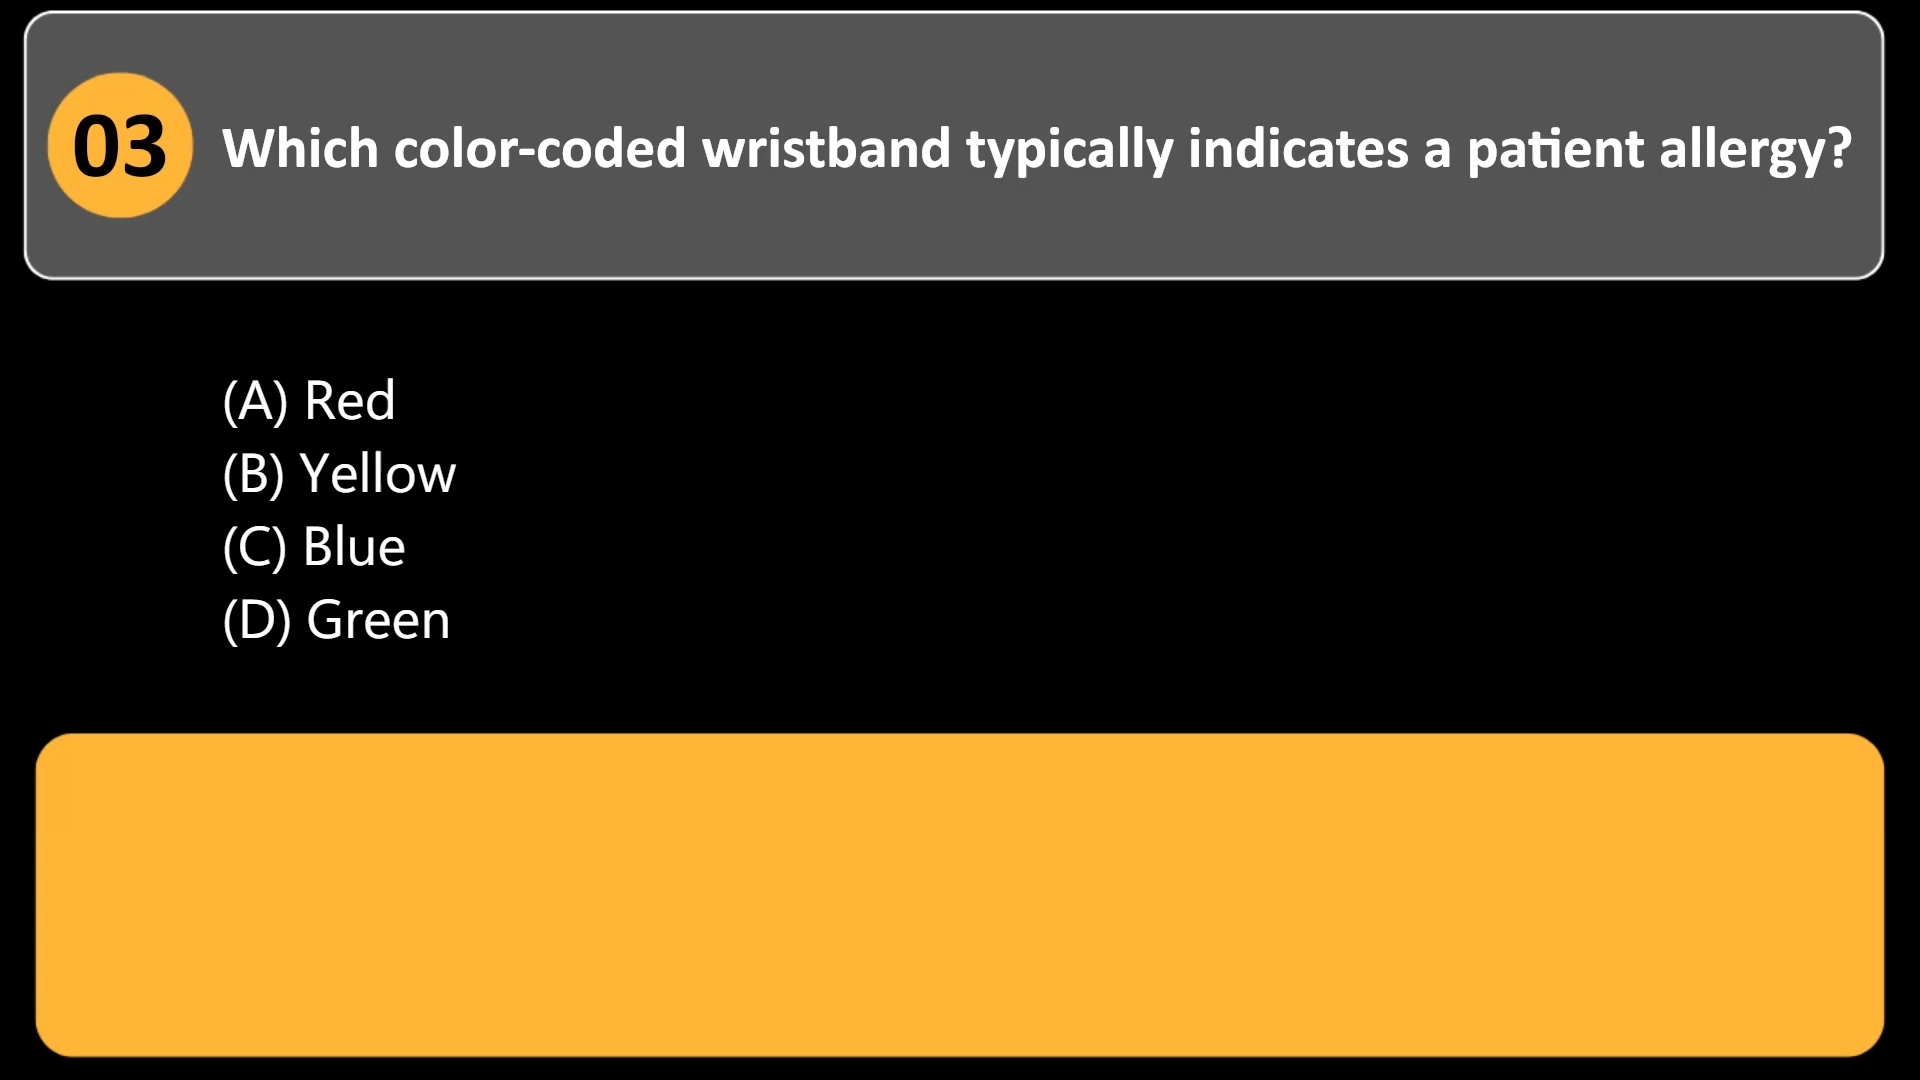 03
Which color-coded wristband typically indicates a patient allergy?
(A) Red
(B) Yellow
(C) Blue
(D) Green